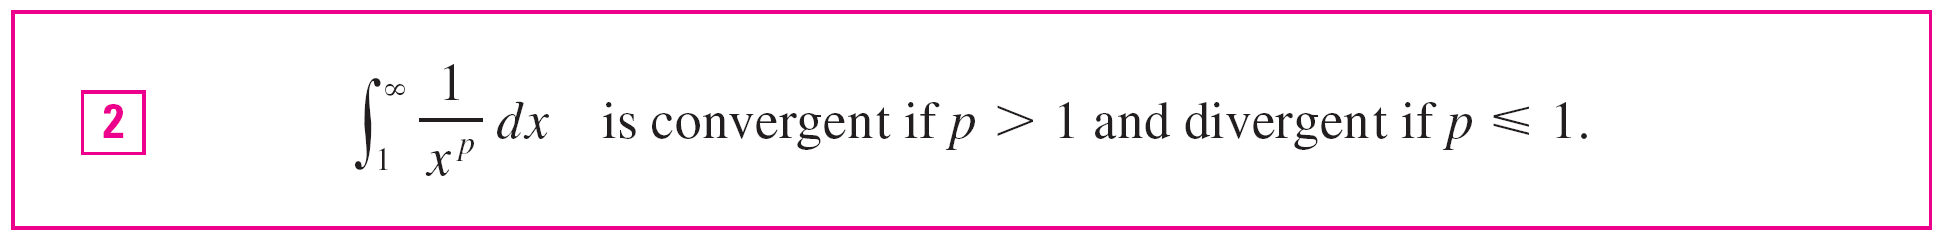 2 ∫₁^∞ 1/x^p dx is convergent if p > 1 and divergent if p ⩽ 1.